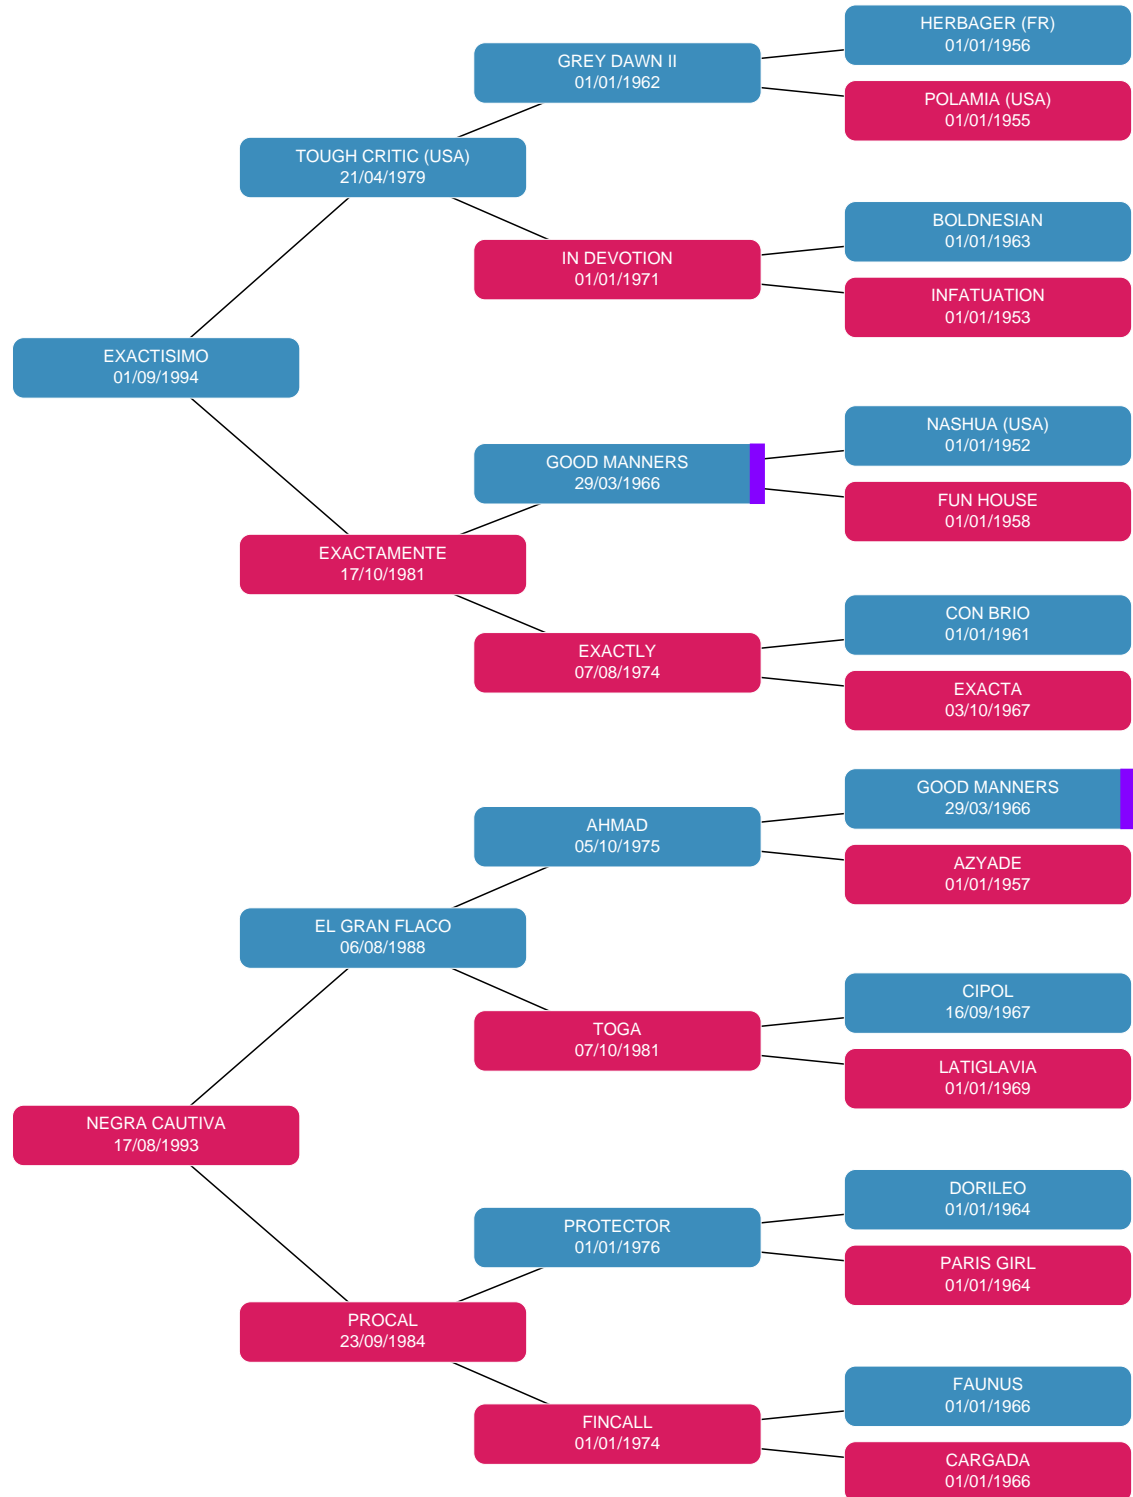 HERBAGER (FR)
01/01/1956
GREY DAWN II
01/01/1962
POLAMIA (USA)
01/01/1955
TOUGH CRITIC (USA)
21/04/1979
BOLDNESIAN
01/01/1963
IN DEVOTION
01/01/1971
INFATUATION
01/01/1953
EXACTISIMO
01/09/1994
NASHUA (USA)
01/01/1952
GOOD MANNERS
29/03/1966
FUN HOUSE
01/01/1958
EXACTAMENTE
17/10/1981
CON BRIO
01/01/1961
EXACTLY
07/08/1974
EXACTA
03/10/1967
GOOD MANNERS
29/03/1966
AHMAD
05/10/1975
AZYADE
01/01/1957
EL GRAN FLACO
06/08/1988
CIPOL
16/09/1967
TOGA
07/10/1981
LATIGLAVIA
01/01/1969
NEGRA CAUTIVA
17/08/1993
DORILEO
01/01/1964
PROTECTOR
01/01/1976
PARIS GIRL
01/01/1964
PROCAL
23/09/1984
FAUNUS
01/01/1966
FINCALL
01/01/1974
CARGADA
01/01/1966